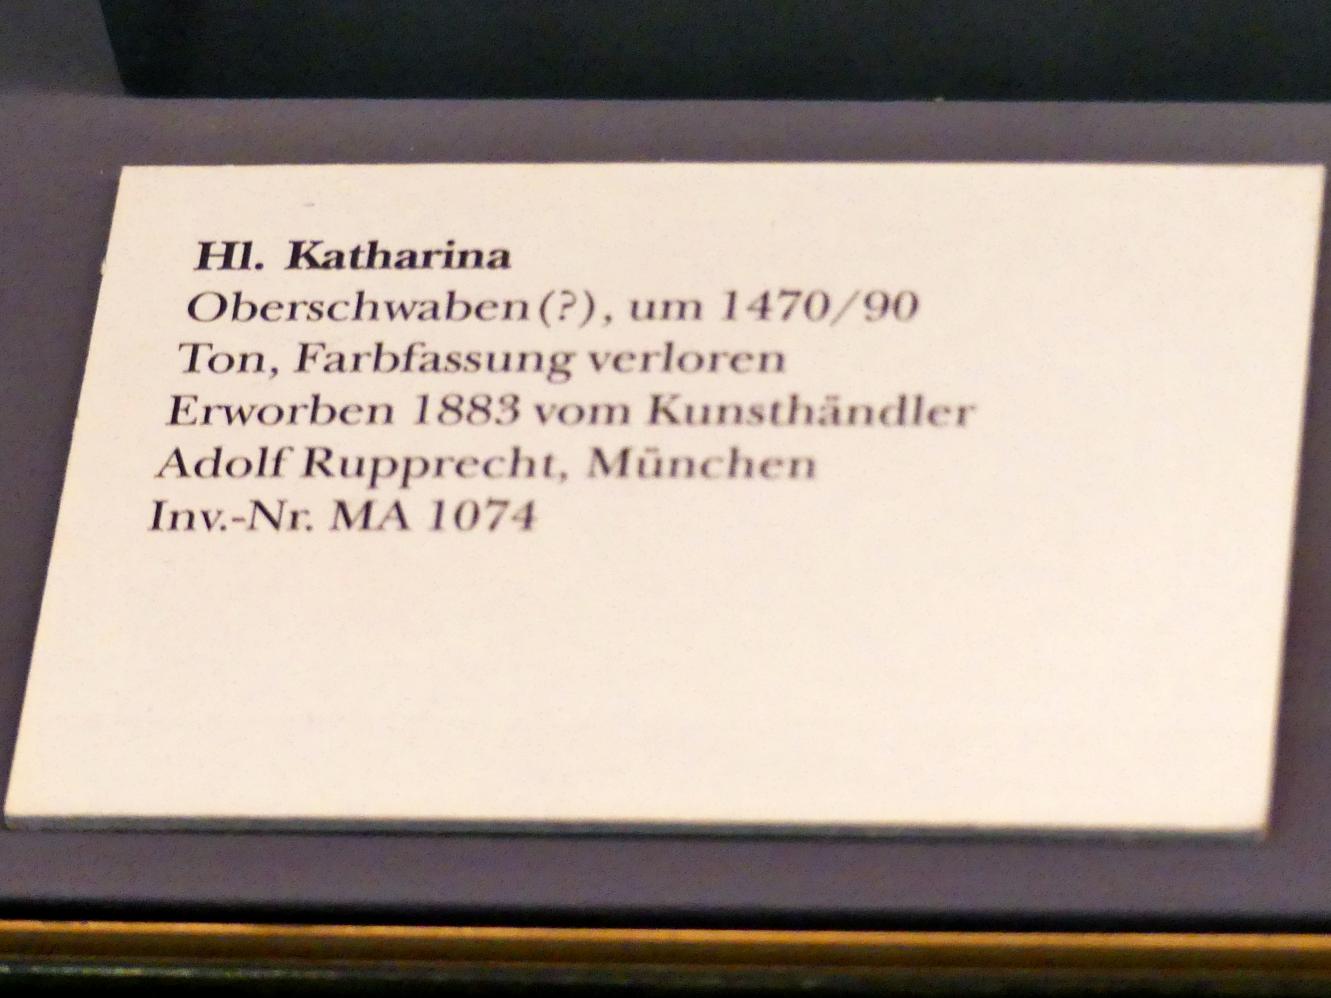 Hl. Katharina
Oberschwaben(?), um 1470/90
Ton, Farbfassung verloren
Erworben 1883 vom Kunsthändler
Adolf Rupprecht, München
Inv.-Nr. MA 1074